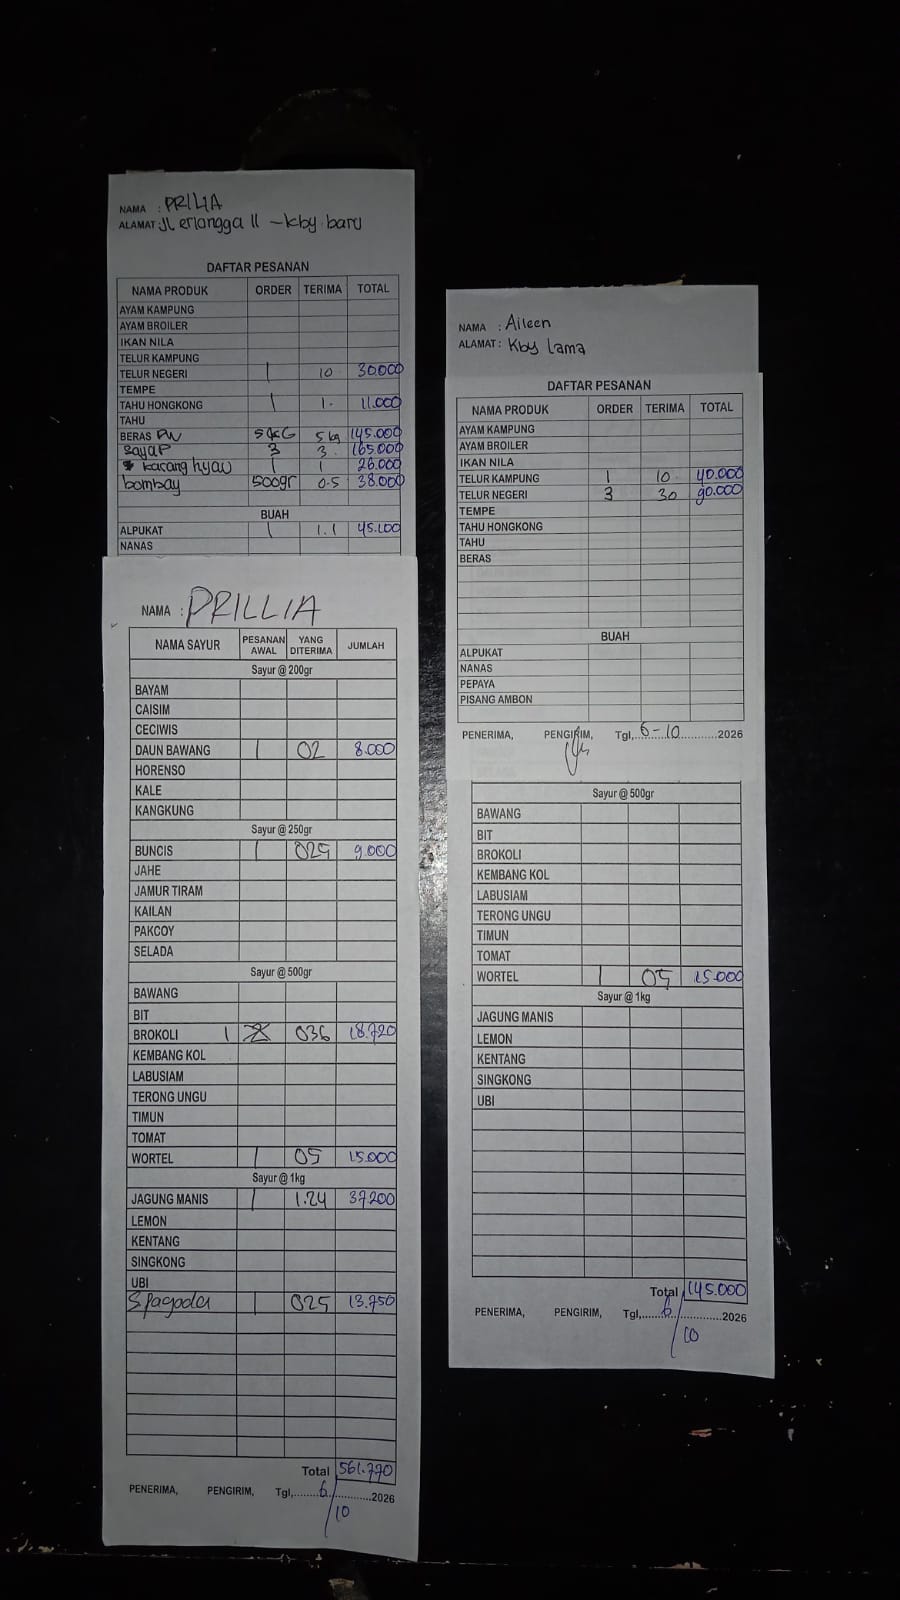 NAMA : PRILIA
ALAMAT : Jl erlangga II - kby baru
DAFTAR PESANAN
NAMA PRODUK ORDER TERIMA TOTAL
AYAM KAMPUNG
AYAM BROILER
IKAN NILA
TELUR KAMPUNG
TELUR NEGERI 1 10 30.000
TEMPE
TAHU HONGKONG 1 1. 11.000
TAHU
BERAS PW 5 KG 5 kg 145.000
sayap 3 3. 165.000
kacang hijau 1 1 26.000
bombay 500gr 0.5 38.000
BUAH
ALPUKAT 1 1.1 45.100
NANAS
NAMA : PRILLIA
NAMA SAYUR PESANAN AWAL YANG DITERIMA JUMLAH
Sayur @ 200gr
BAYAM
CAISIM
CECIWIS
DAUN BAWANG 1 02 8.000
HORENSO
KALE
KANGKUNG
Sayur @ 250gr
BUNCIS 1 025 9.000
JAHE
JAMUR TIRAM
KAILAN
PAKCOY
SELADA
Sayur @ 500gr
BAWANG
BIT
BROKOLI 1 036 18.720
KEMBANG KOL
LABUSIAM
TERONG UNGU
TIMUN
TOMAT
WORTEL 1 05 15.000
Sayur @ 1kg
JAGUNG MANIS 1 1.24 37.200
LEMON
KENTANG
SINGKONG
UBI
Spagoda 1 025 13.750
Total 561.770
PENERIMA, PENGIRIM, Tgl,........6/10............2026
NAMA : Aileen
ALAMAT : Kby Lama
DAFTAR PESANAN
NAMA PRODUK ORDER TERIMA TOTAL
AYAM KAMPUNG
AYAM BROILER
IKAN NILA
TELUR KAMPUNG 1 10 40.000
TELUR NEGERI 3 30 90.000
TEMPE
TAHU HONGKONG
TAHU
BERAS
BUAH
ALPUKAT
NANAS
PEPAYA
PISANG AMBON
PENERIMA, PENGIRIM, Tgl,..6-10............2026
Sayur @ 500gr
BAWANG
BIT
BROKOLI
KEMBANG KOL
LABUSIAM
TERONG UNGU
TIMUN
TOMAT
WORTEL 1 05 15.000
Sayur @ 1kg
JAGUNG MANIS
LEMON
KENTANG
SINGKONG
UBI
Total 145.000
PENERIMA, PENGIRIM, Tgl,........6/10............2026